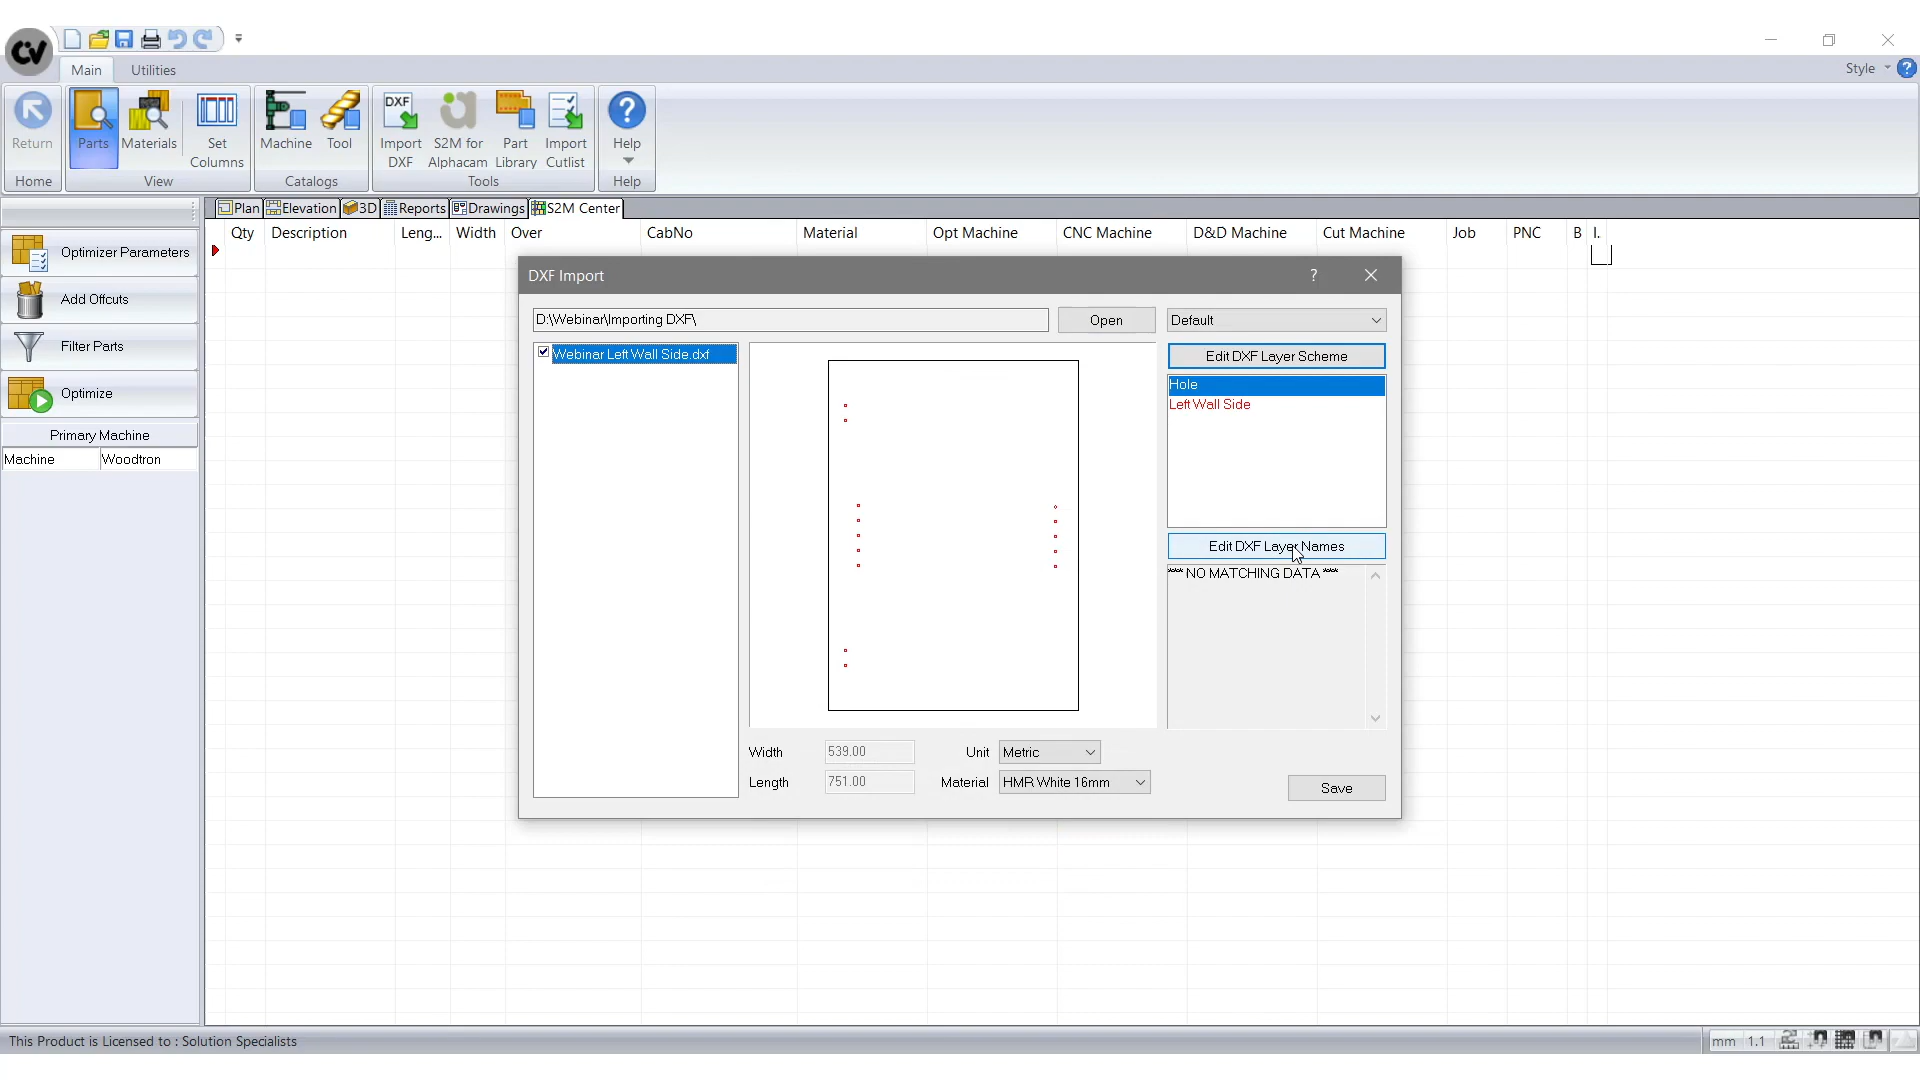 CV
Main
Utilities
Style
Return
Parts
Materials
Set
Columns
Machine
Tool
DXF
Import
DXF
S2M for
Alphacam
Part
Library
Import
Cutlist
Help
Home
View
Catalogs
Tools
Help
Plan
Elevation
3D
Reports
Drawings
S2M Center
Qty
Description
Leng...
Width
Over
CabNo
Material
Opt Machine
CNC Machine
D&D Machine
Cut Machine
Job
PNC
B
I.
Optimizer Parameters
Add Offcuts
Filter Parts
Optimize
Primary Machine
Machine
Woodtron
DXF Import
?
D:\Webinar\Importing DXF\
Open
Default
Webinar Left Wall Side.dxf
Edit DXF Layer Scheme
Hole
Left Wall Side
Edit DXF Layer Names
*** NO MATCHING DATA ***
Width
539.00
Unit
Metric
Length
751.00
Material
HMR White 16mm
Save
This Product is Licensed to : Solution Specialists
mm
1.1